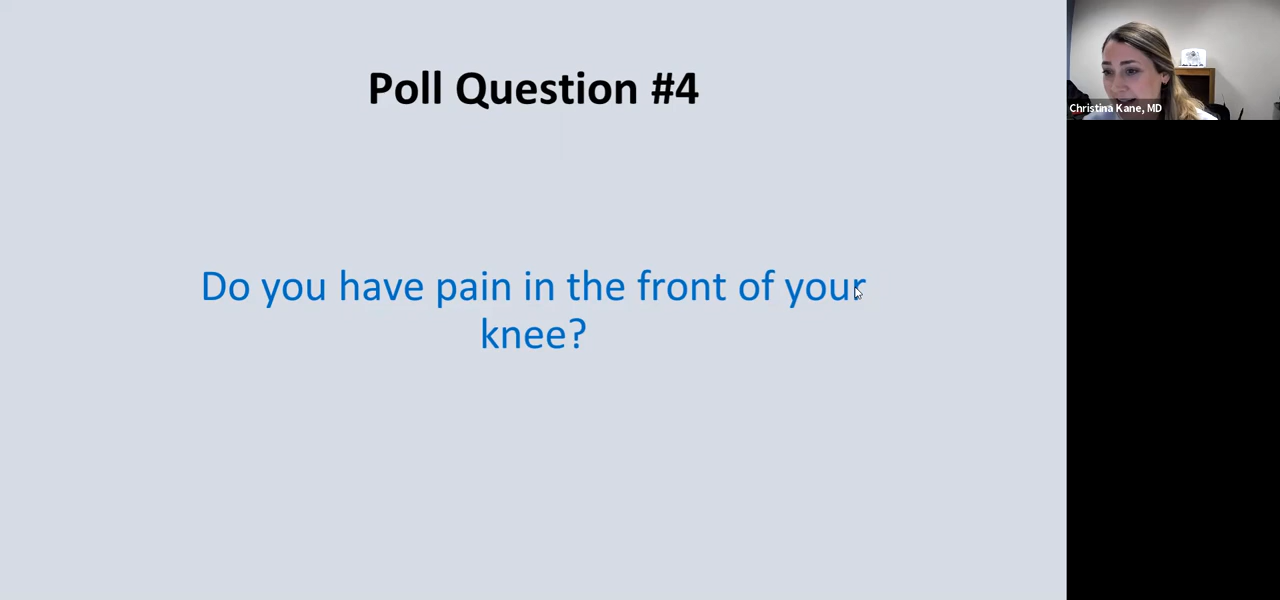 Poll Question #4
Do you have pain in the front of your
knee?
Christina Kane, MD